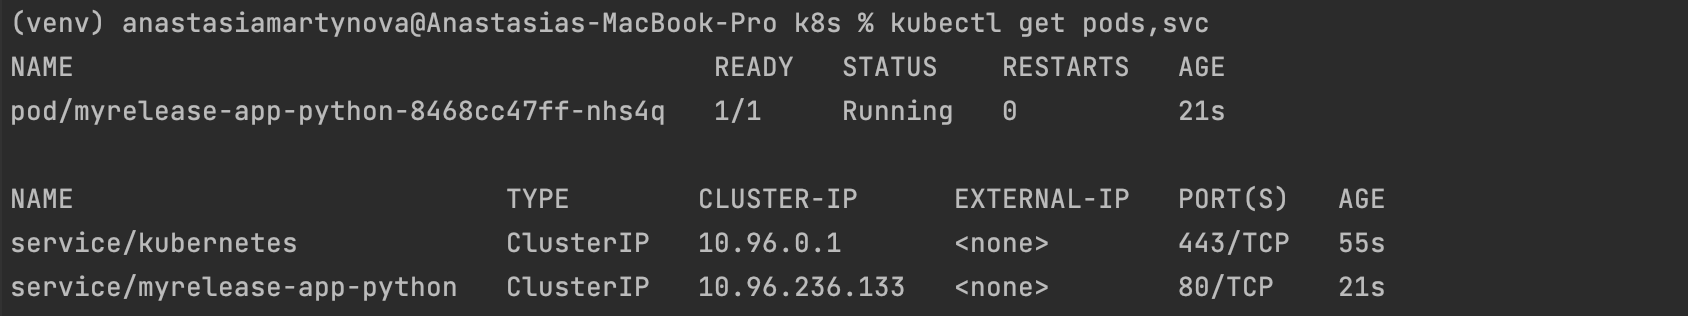 (venv) anastasiamartynova@Anastasias-MacBook-Pro k8s % kubectl get pods,svc
NAME READY STATUS RESTARTS AGE
pod/myrelease-app-python-8468cc47ff-nhs4q 1/1 Running 0 21s
NAME TYPE CLUSTER-IP EXTERNAL-IP PORT(S) AGE
service/kubernetes ClusterIP 10.96.0.1 <none> 443/TCP 55s
service/myrelease-app-python ClusterIP 10.96.236.133 <none> 80/TCP 21s